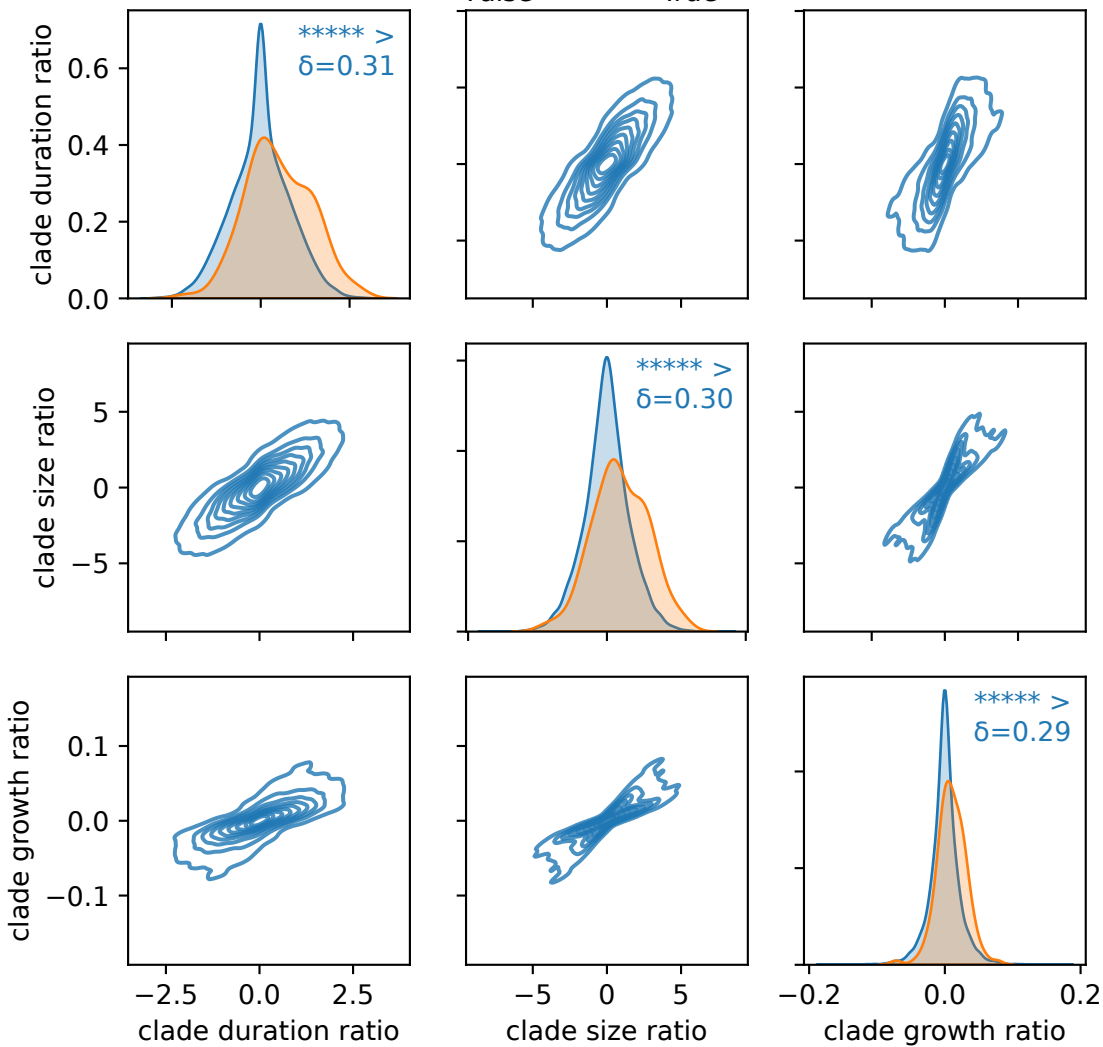 ***** >
δ=0.31
clade duration ratio
0.6
0.4
0.2
0.0
clade size ratio
5
0
−5
***** >
δ=0.30
clade growth ratio
0.1
0.0
−0.1
***** >
δ=0.29
−2.5 0.0 2.5
−5 0 5
−0.2 0.0 0.2
clade duration ratio
clade size ratio
clade growth ratio